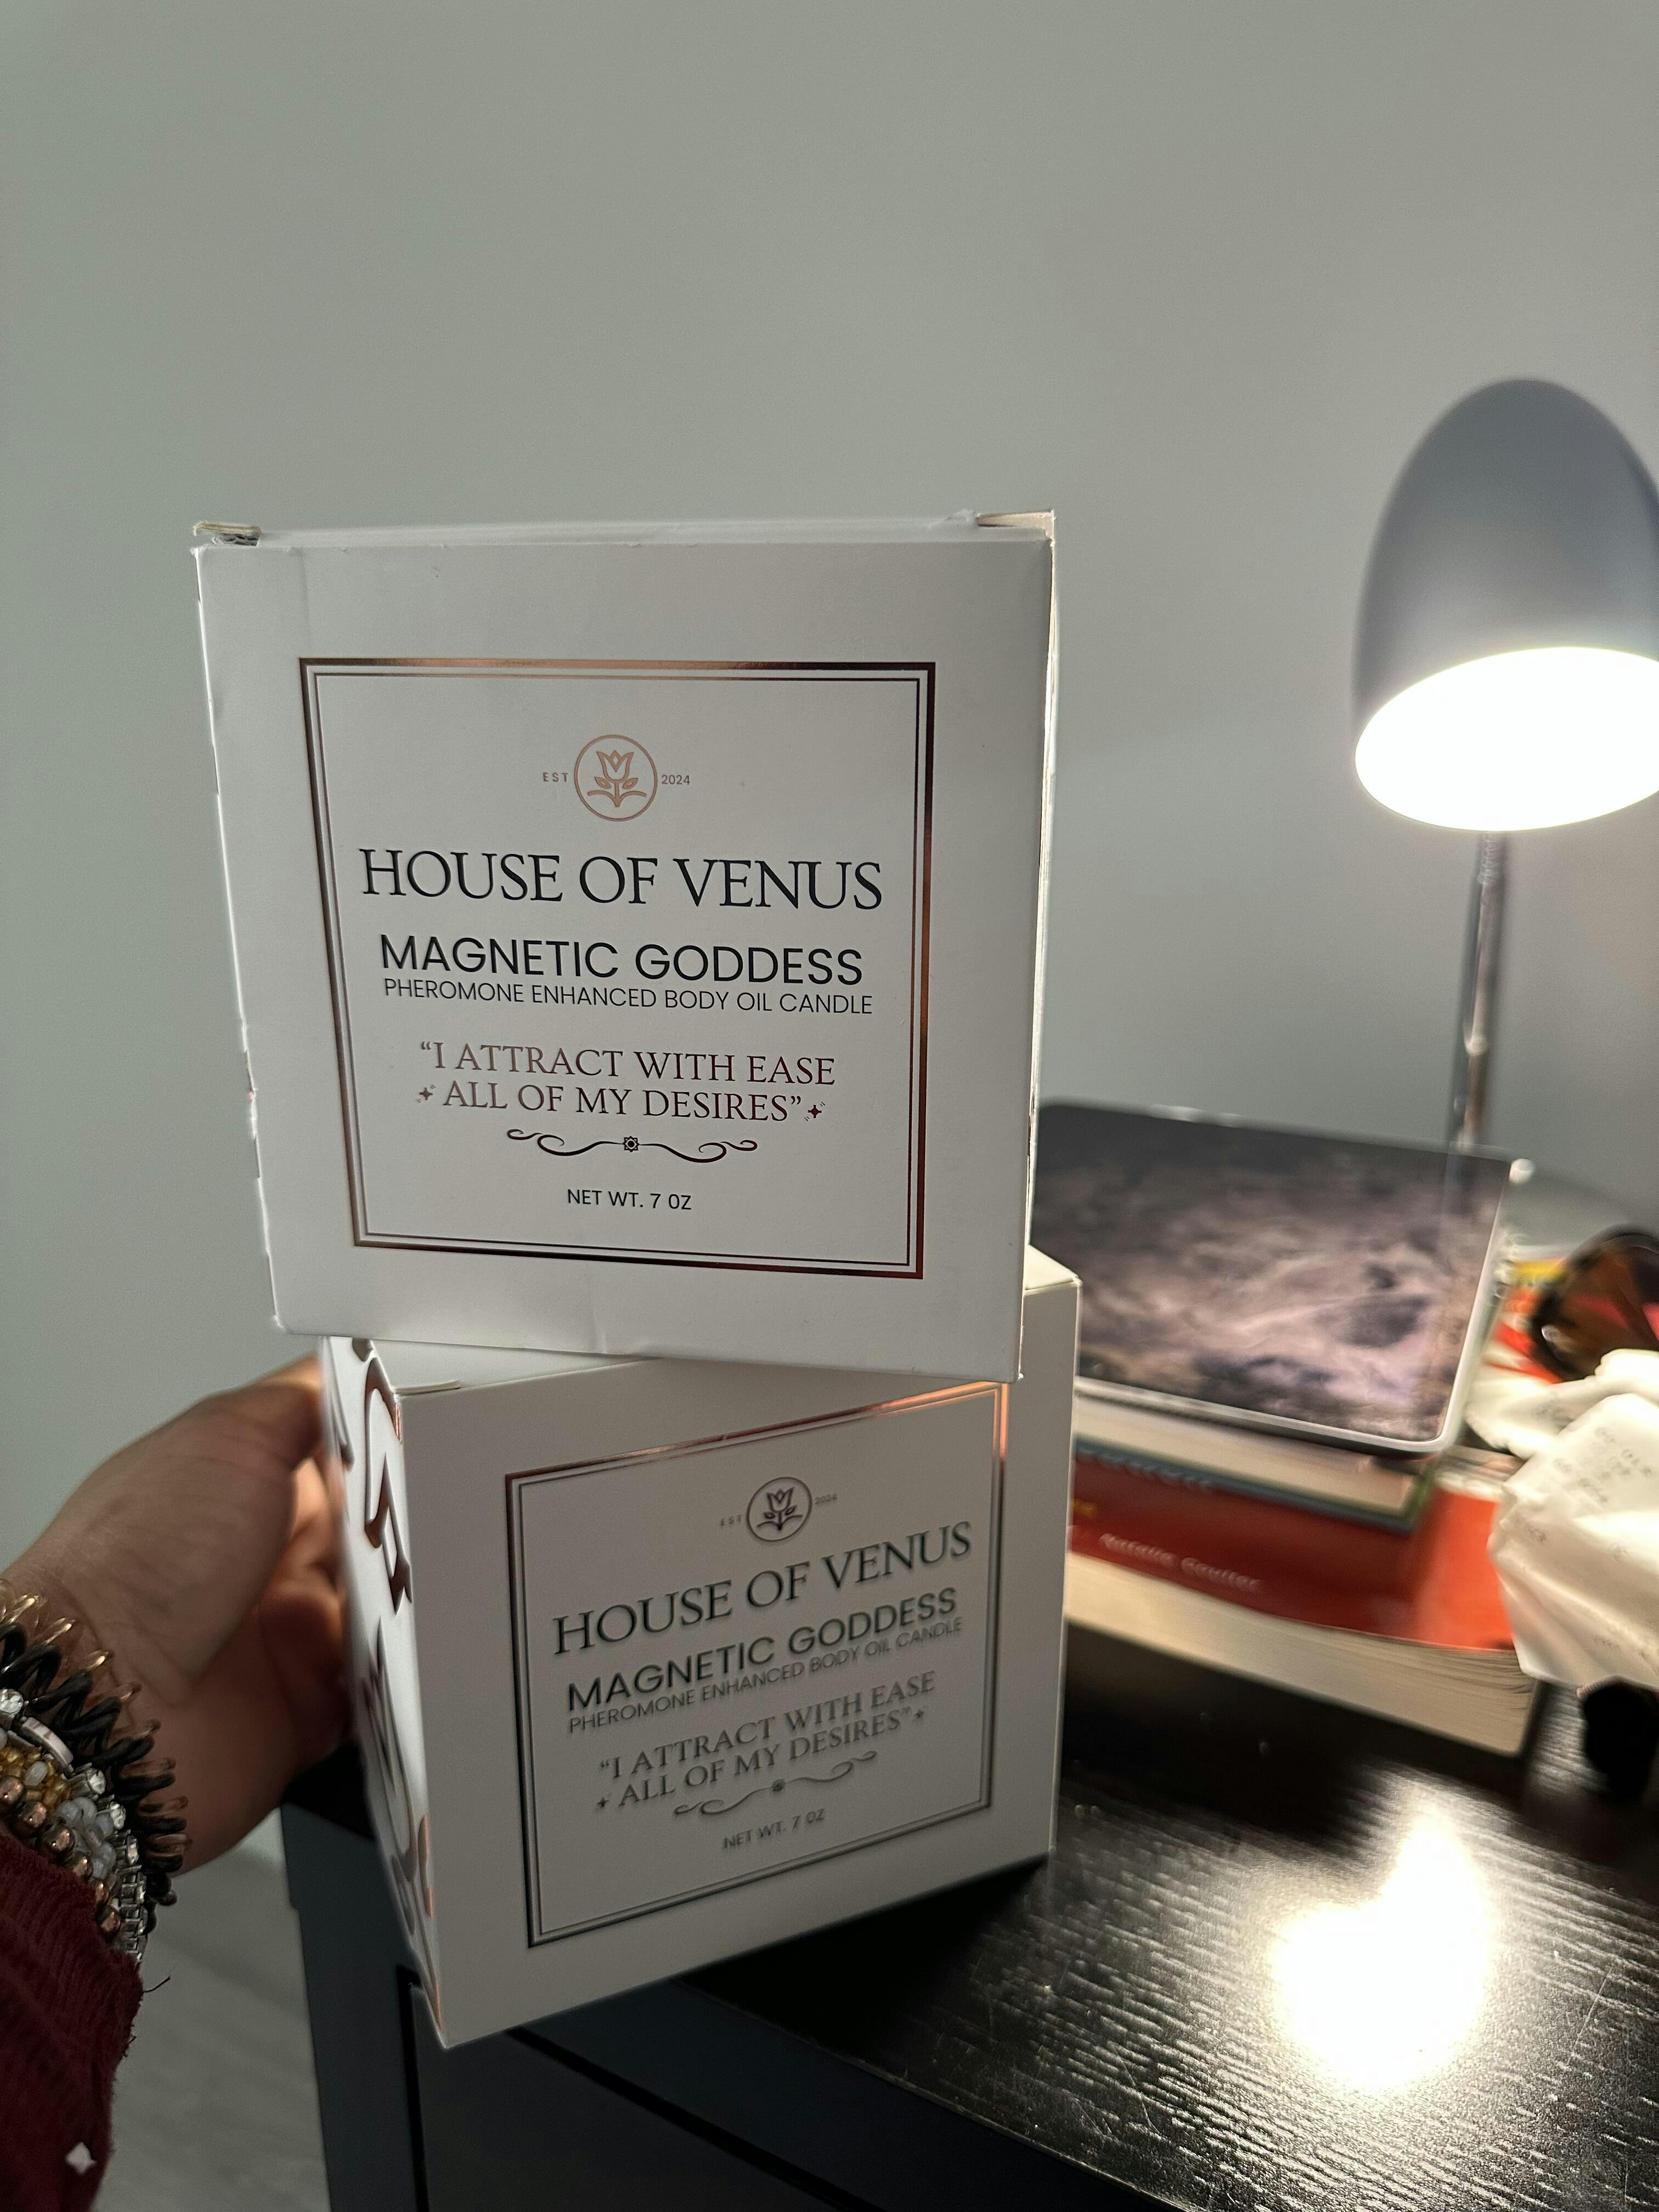 EST 2024
HOUSE OF VENUS
MAGNETIC GODDESS
PHEROMONE ENHANCED BODY OIL CANDLE
“I ATTRACT WITH EASE
ALL OF MY DESIRES”
NET WT. 7 OZ
EST 2024
HOUSE OF VENUS
MAGNETIC GODDESS
PHEROMONE ENHANCED BODY OIL CANDLE
“I ATTRACT WITH EASE
ALL OF MY DESIRES”
NET WT. 7 OZ
Natalie Coulter